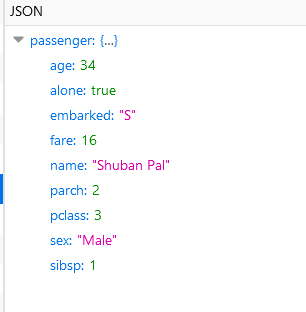 JSON
passenger: {...}
age: 34
alone: true
embarked: "S"
fare: 16
name: "Shuban Pal"
parch: 2
pclass: 3
sex: "Male"
sibsp: 1